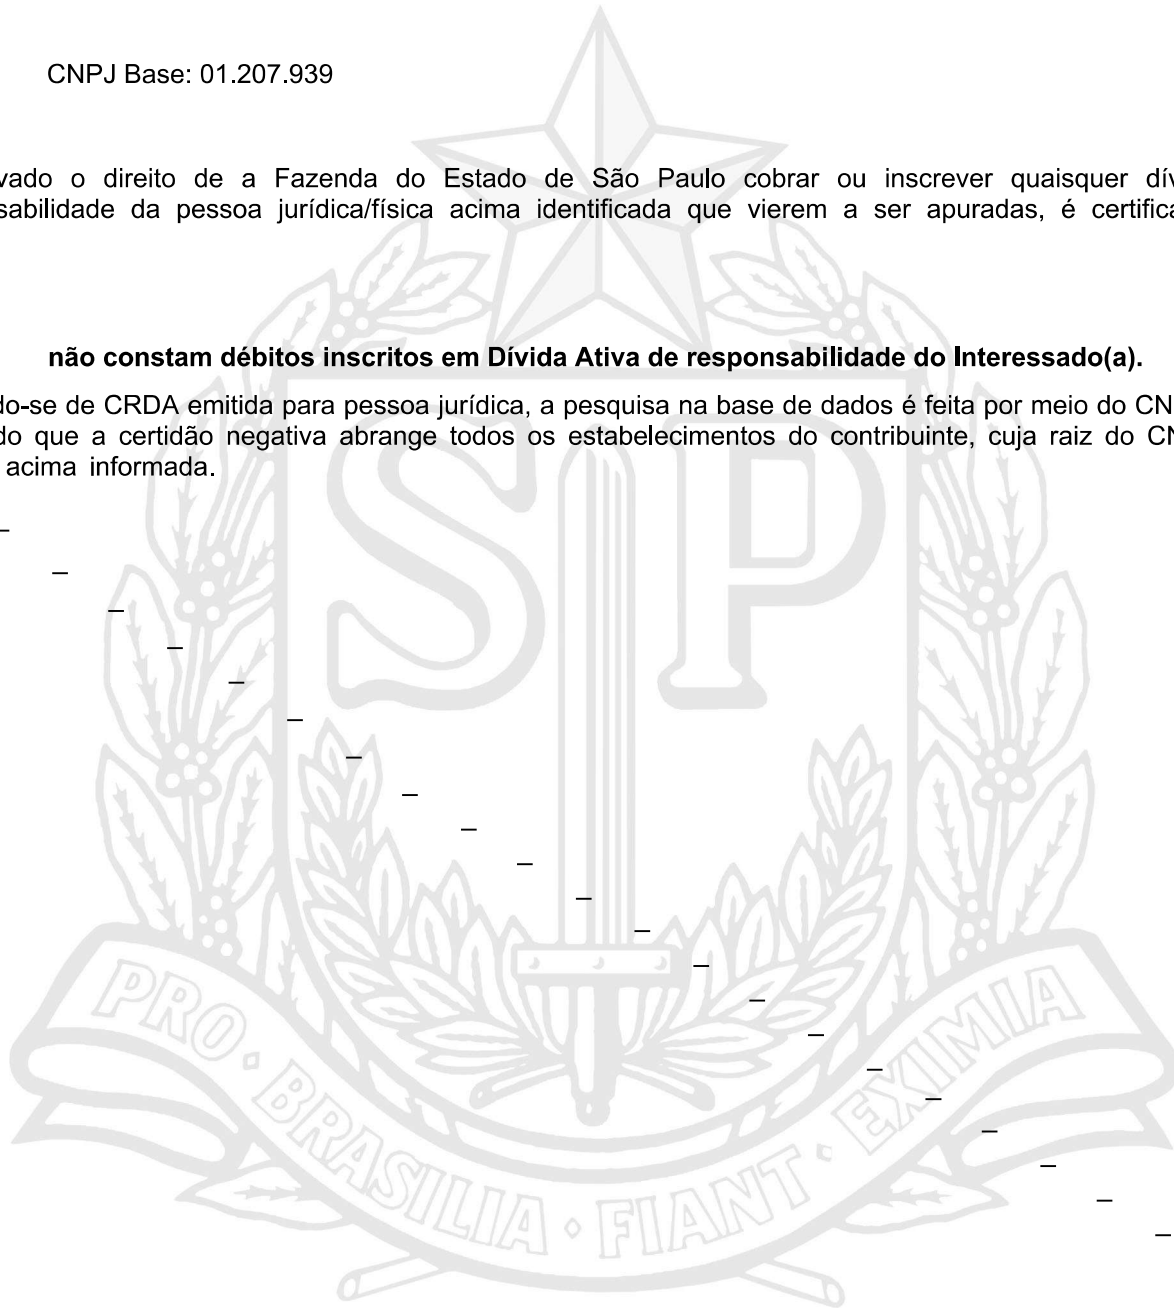 CNPJ Base: 01.207.939
vado o direito de a Fazenda do Estado de São Paulo cobrar ou inscrever quaisquer dív
sabilidade da pessoa jurídica/física acima identificada que vierem a ser apuradas, é certifica
não constam débitos inscritos em Dívida Ativa de responsabilidade do Interessado(a).
do-se de CRDA emitida para pessoa jurídica, a pesquisa na base de dados é feita por meio do CN
do que a certidão negativa abrange todos os estabelecimentos do contribuinte, cuja raiz do CN
acima informada.
SP
PRO • BRASILIA • FIANT • EXIMIA